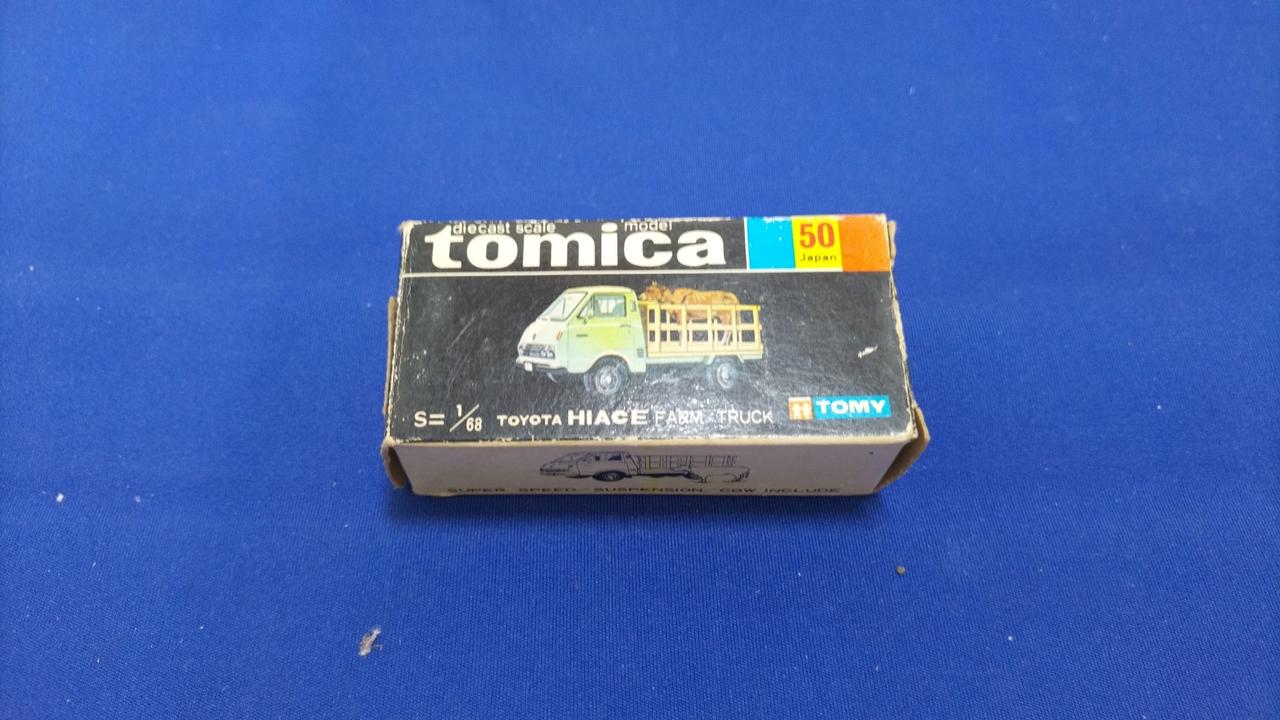 diecast scale model
tomica
50
Japan
S=1/68 TOYOTA HIACE FARM TRUCK
TOMY
SUPER SPEED SUSPENSION COW INCLUDE